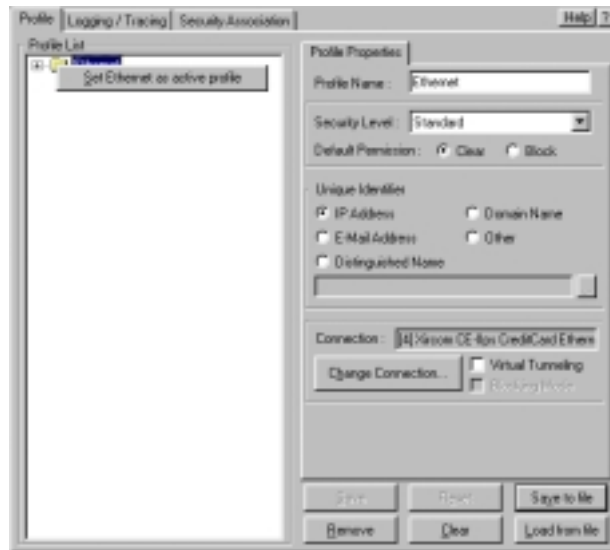 Profile Logging / Tracing Security Association Help ?
Profile List
Ethernet
Set Ethernet as active profile
Profile Properties
Profile Name : Ethernet
Security Level : Standard
Default Permission : Clear Block
Unique Identifier
IP Address Domain Name
E-Mail Address Other
Distinguished Name
Connection : [4] Xircom CreditCard Ethern
Change Connection... Virtual Tunneling
Blocking Mode
Save Reset Save to file
Remove Clear Load from file